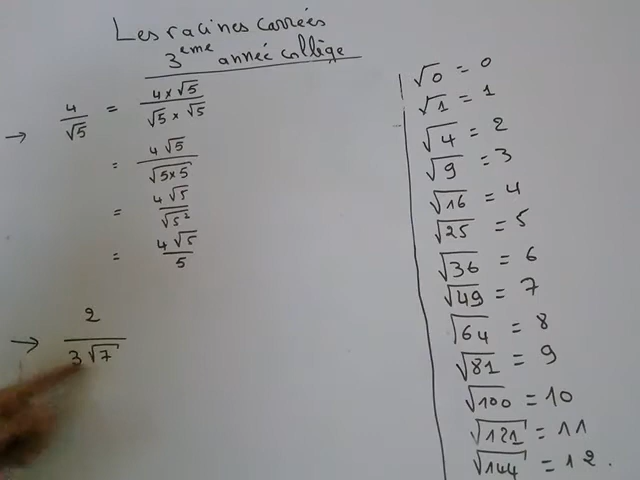 Les racines carrées
3ème année collège
→ 4/√5 = 4×√5/√5×√5
= 4√5/√5×5
= 4√5/√5²
= 4√5/5
→ 2/3√7
√0 = 0
√1 = 1
√4 = 2
√9 = 3
√16 = 4
√25 = 5
√36 = 6
√49 = 7
√64 = 8
√81 = 9
√100 = 10
√121 = 11
√144 = 12.